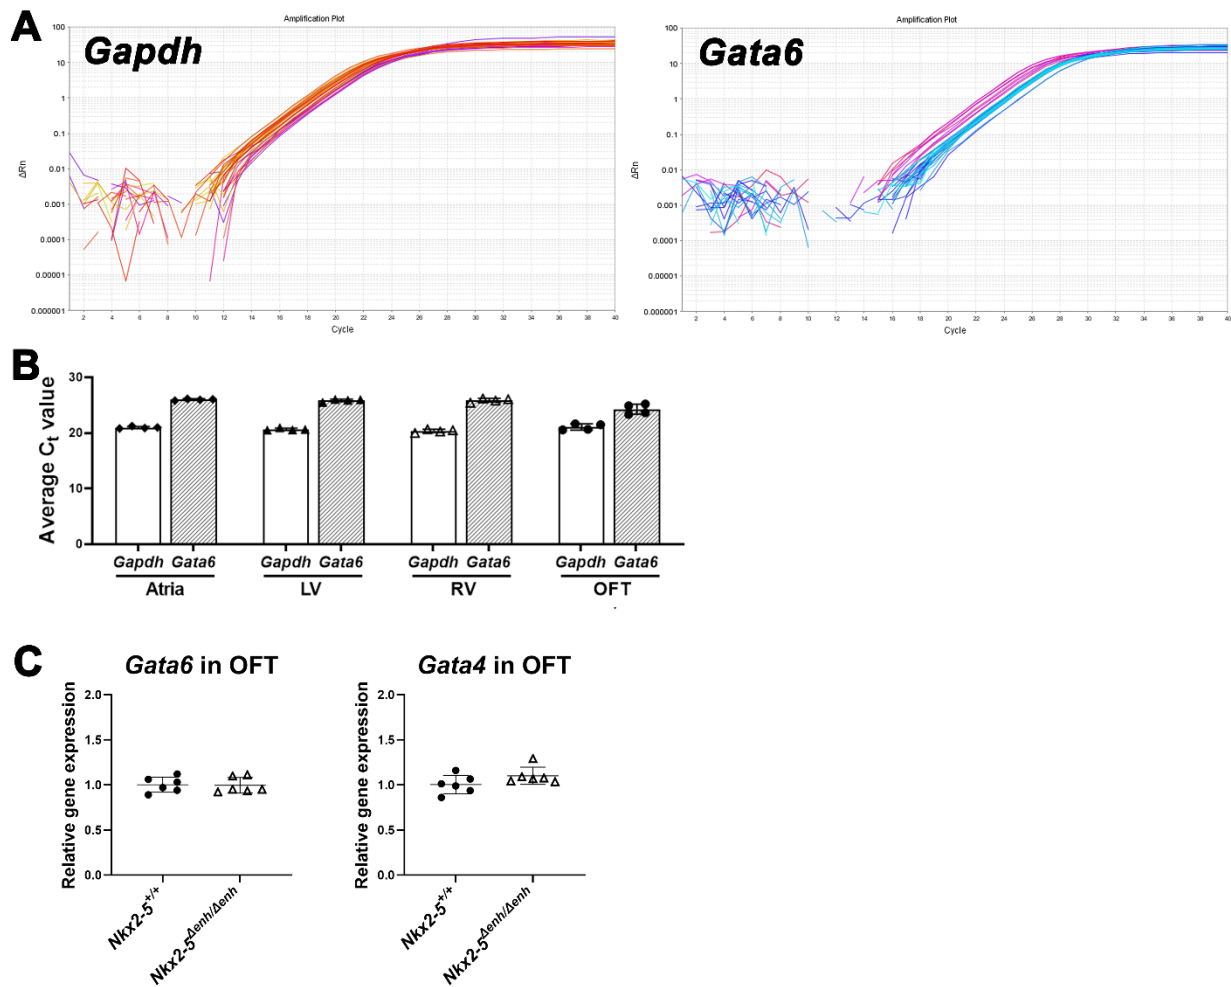 A
Amplification Plot
Gapdh
100
10
1
0.1
0.01
0.001
0.0001
0.00001
0.000001
ΔRn
2 4 6 8 10 12 14 16 18 20 22 24 26 28 30 32 34 36 38 40
Cycle
Amplification Plot
Gata6
100
10
1
0.1
0.01
0.001
0.0001
0.00001
0.000001
ΔRn
2 4 6 8 10 12 14 16 18 20 22 24 26 28 30 32 34 36 38 40
Cycle
B
Average Ct value
30
20
10
0
Gapdh Gata6 Gapdh Gata6 Gapdh Gata6 Gapdh Gata6
Atria LV RV OFT
C
Gata6 in OFT
Relative gene expression
2.0
1.5
1.0
0.5
0.0
Nkx2-5+/+
Nkx2-5Δenh/Δenh
Gata4 in OFT
Relative gene expression
2.0
1.5
1.0
0.5
0.0
Nkx2-5+/+
Nkx2-5Δenh/Δenh